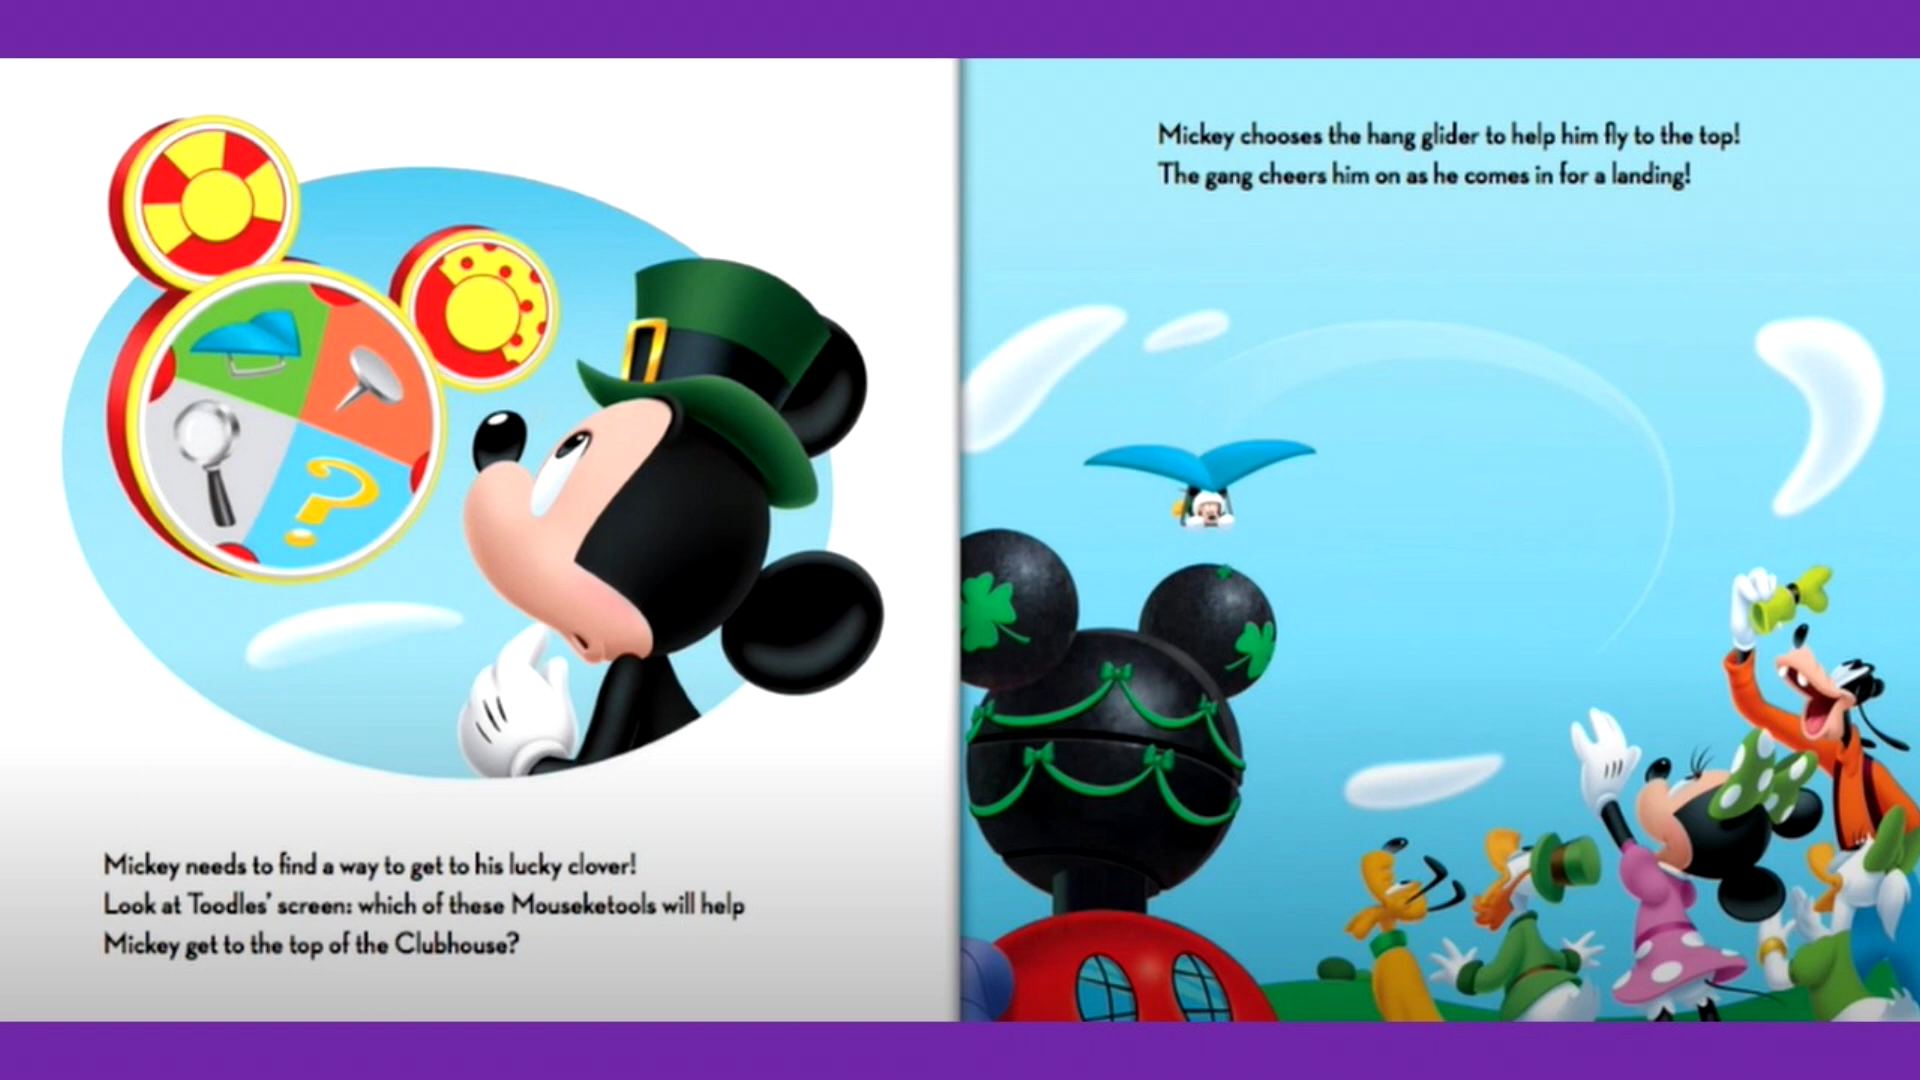 Mickey needs to find a way to get to his lucky clover!
Look at Toodles’ screen: which of these Mouseketools will help
Mickey get to the top of the Clubhouse?
Mickey chooses the hang glider to help him fly to the top!
The gang cheers him on as he comes in for a landing!